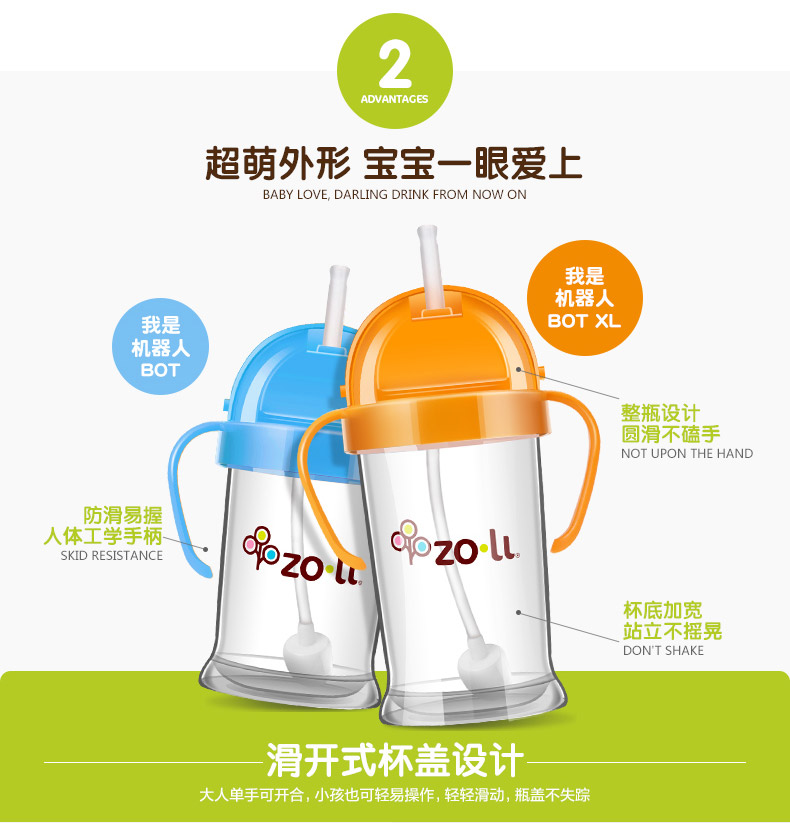 2
ADVANTAGES
超萌外形 宝宝一眼爱上
BABY LOVE, DARLING DRINK FROM NOW ON
我是
机器人
BOT XL
我是
机器人
BOT
整瓶设计
圆滑不磕手
NOT UPON THE HAND
防滑易握
人体工学手柄
SKID RESISTANCE
zo·li
zo·li
杯底加宽
站立不摇晃
DON'T SHAKE
滑开式杯盖设计
大人单手可开合，小孩也可轻易操作，轻轻滑动，瓶盖不失踪